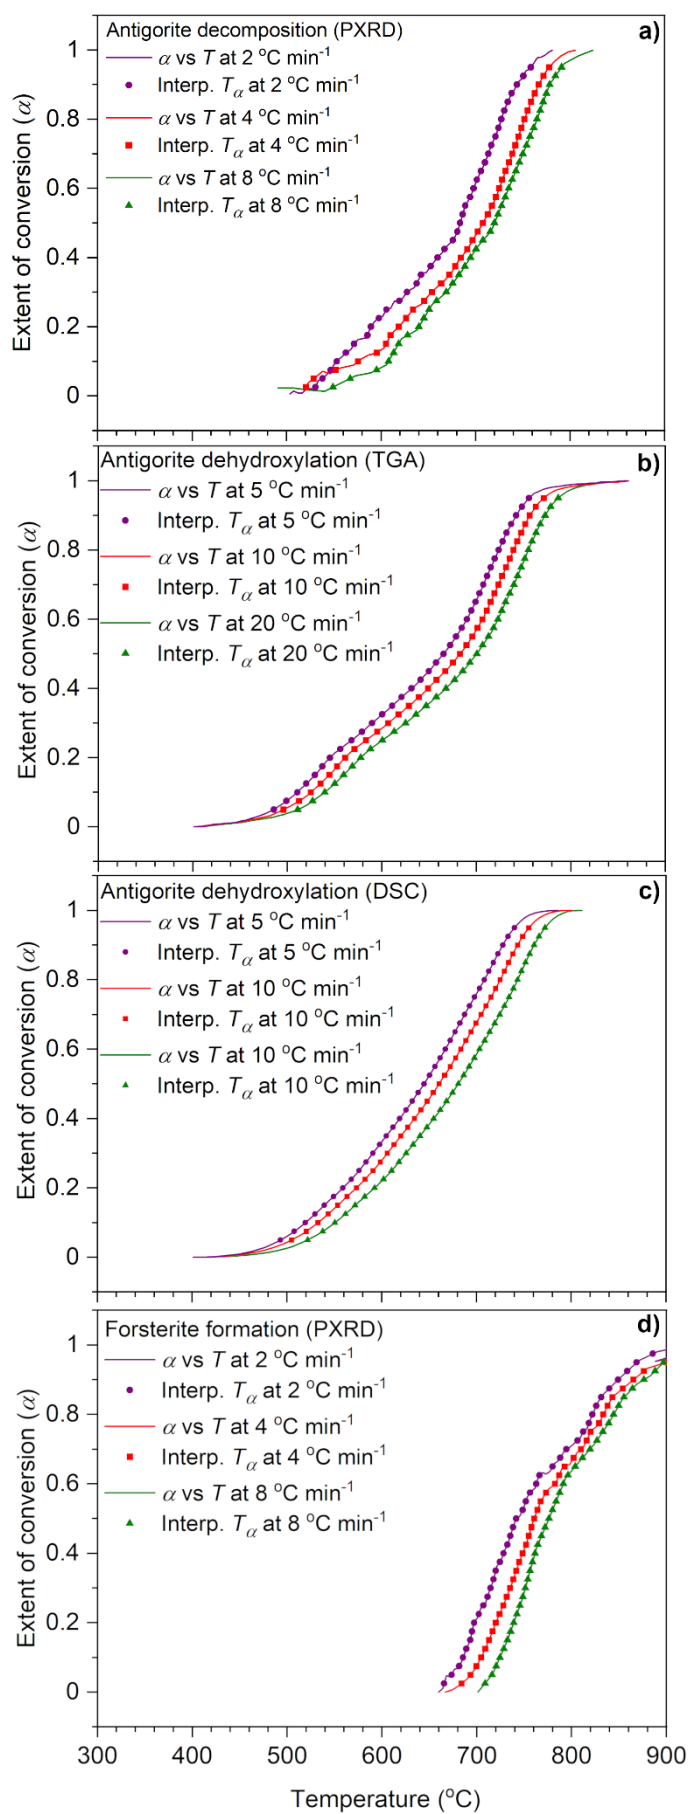 Antigorite decomposition (PXRD)
a)
α vs T at 2 °C min⁻¹
Interp. Tα at 2 °C min⁻¹
α vs T at 4 °C min⁻¹
Interp. Tα at 4 °C min⁻¹
α vs T at 8 °C min⁻¹
Interp. Tα at 8 °C min⁻¹
1
0.8
0.6
0.4
0.2
0
Extent of conversion (α)
Antigorite dehydroxylation (TGA)
b)
α vs T at 5 °C min⁻¹
Interp. Tα at 5 °C min⁻¹
α vs T at 10 °C min⁻¹
Interp. Tα at 10 °C min⁻¹
α vs T at 20 °C min⁻¹
Interp. Tα at 20 °C min⁻¹
1
0.8
0.6
0.4
0.2
0
Extent of conversion (α)
Antigorite dehydroxylation (DSC)
c)
α vs T at 5 °C min⁻¹
Interp. Tα at 5 °C min⁻¹
α vs T at 10 °C min⁻¹
Interp. Tα at 10 °C min⁻¹
α vs T at 10 °C min⁻¹
Interp. Tα at 10 °C min⁻¹
1
0.8
0.6
0.4
0.2
0
Extent of conversion (α)
Forsterite formation (PXRD)
d)
α vs T at 2 °C min⁻¹
Interp. Tα at 2 °C min⁻¹
α vs T at 4 °C min⁻¹
Interp. Tα at 4 °C min⁻¹
α vs T at 8 °C min⁻¹
Interp. Tα at 8 °C min⁻¹
1
0.8
0.6
0.4
0.2
0
Extent of conversion (α)
300 400 500 600 700 800 900
Temperature (°C)